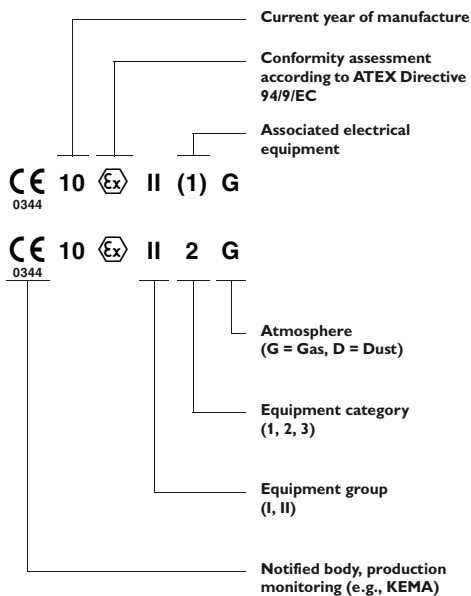 Current year of manufacture
Conformity assessment
according to ATEX Directive
94/9/EC
Associated electrical
equipment
CE 10 Ex II (1) G
0344
CE 10 Ex II 2 G
0344
Atmosphere
(G = Gas, D = Dust)
Equipment category
(1, 2, 3)
Equipment group
(I, II)
Notified body, production
monitoring (e.g., KEMA)